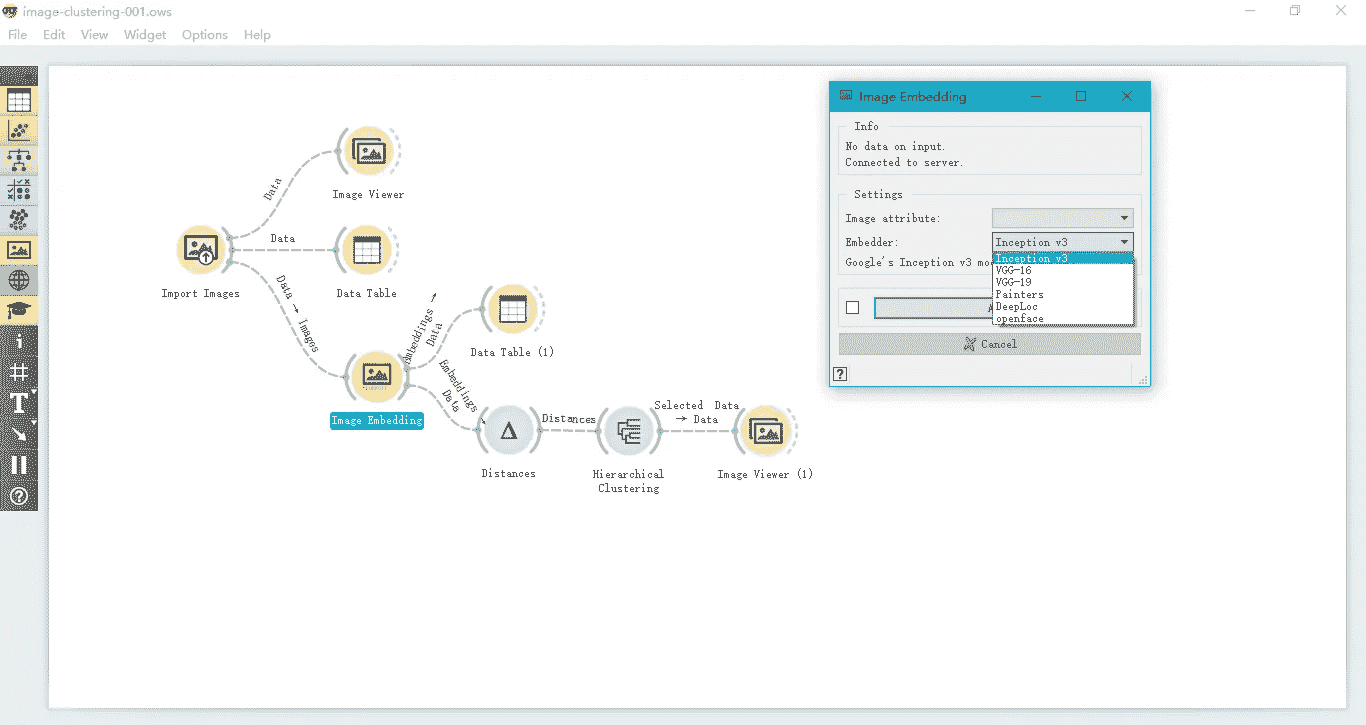 image-clustering-001.ows
File Edit View Widget Options Help
Data
Image Viewer
Data
Import Images
Data Table
Data → Images
Embeddings →
Data
Data Table (1)
Image Embedding
Embeddings →
Data
Distances
Distances
Hierarchical
Clustering
Selected Data
→ Data
Image Viewer (1)
Image Embedding
Info
No data on input.
Connected to server.
Settings
Image attribute:
Embedder: Inception v3
Google's Inception v3
Inception v3
VGG-16
VGG-19
Painters
DeepLoc
openface
Cancel